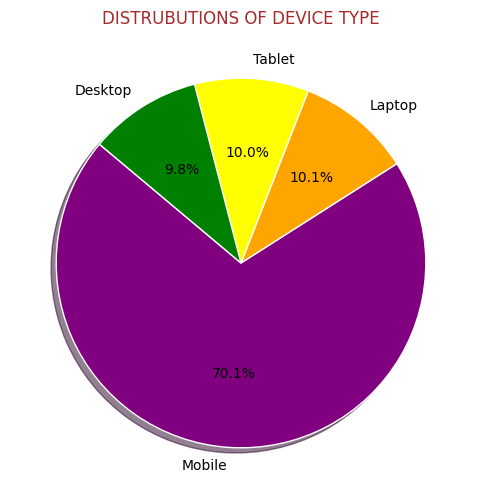 DISTRUBUTIONS OF DEVICE TYPE
Tablet
Desktop
Laptop
10.0%
9.8%
10.1%
70.1%
Mobile